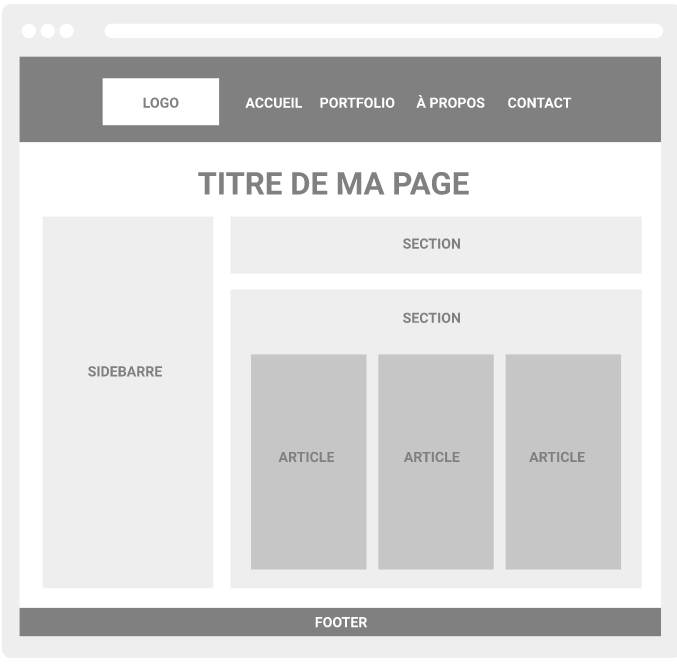 LOGO ACCUEIL PORTFOLIO À PROPOS CONTACT
TITRE DE MA PAGE
SIDEBARRE
SECTION
SECTION
ARTICLE ARTICLE ARTICLE
FOOTER